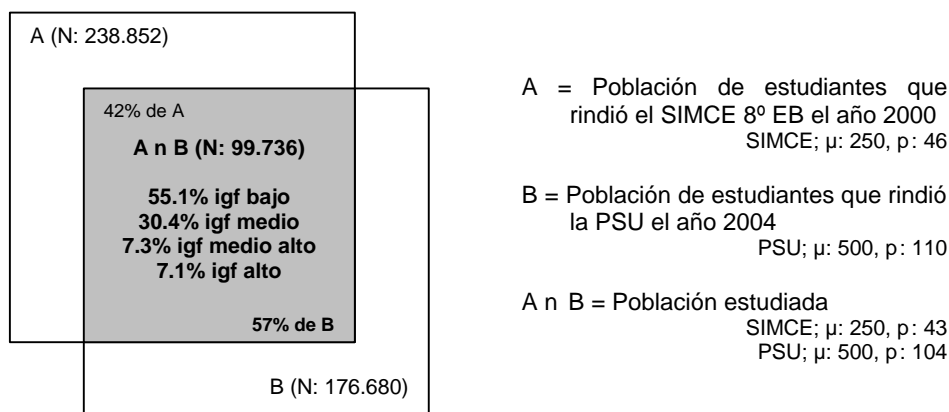 A (N: 238.852)
42% de A
A n B (N: 99.736)
55.1% igf bajo
30.4% igf medio
7.3% igf medio alto
7.1% igf alto
57% de B
B (N: 176.680)
A = Población de estudiantes que
rindió el SIMCE 8º EB el año 2000
SIMCE; µ: 250, p: 46
B = Población de estudiantes que rindió
la PSU el año 2004
PSU; µ: 500, p: 110
A n B = Población estudiada
SIMCE; µ: 250, p: 43
PSU; µ: 500, p: 104